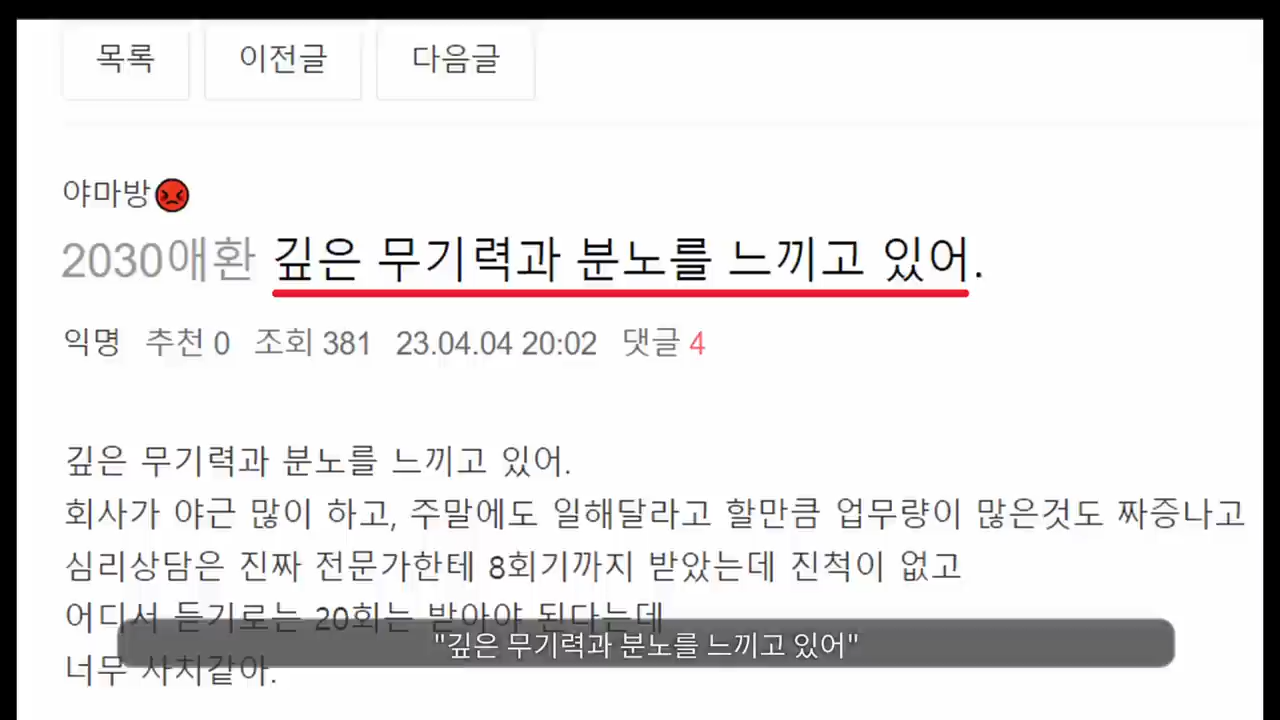 목록 이전글 다음글
야마방😡
2030애환 깊은 무기력과 분노를 느끼고 있어.
익명 추천 0 조회 381 23.04.04 20:02 댓글 4
깊은 무기력과 분노를 느끼고 있어.
회사가 야근 많이 하고, 주말에도 일해달라고 할만큼 업무량이 많은것도 짜증나고
심리상담은 진짜 전문가한테 8회기까지 받았는데 진척이 없고
어디서 듣기로는 20회는 받아야 된다는데
"깊은 무기력과 분노를 느끼고 있어"
너무 사치같아.